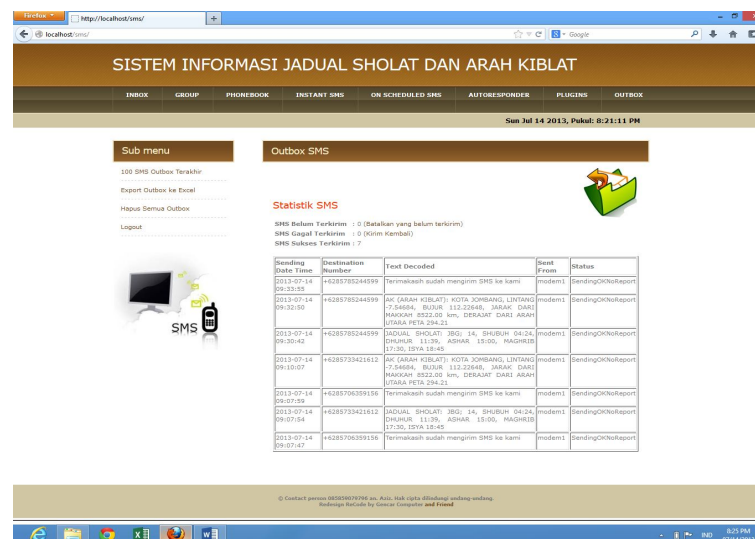 Firefox
http://localhost/sms/
localhost/sms/
Google
SISTEM INFORMASI JADUAL SHOLAT DAN ARAH KIBLAT
INBOX GROUP PHONEBOOK INSTANT SMS ON SCHEDULED SMS AUTORESPONDER PLUGINS OUTBOX
Sun Jul 14 2013, Pukul: 8:21:11 PM
Sub menu
100 SMS Outbox Terakhir
Export Outbox ke Excel
Hapus Semua Outbox
Logout
SMS
Outbox SMS
Statistik SMS
SMS Belum Terkirim : 0 (Batalkan yang belum terkirim)
SMS Gagal Terkirim : 0 (Kirim Kembali)
SMS Sukses Terkirim : 7
Sending Date Time Destination Number Text Decoded Sent From Status
2013-07-14 09:33:55 +6285785244599 Terimakasih sudah mengirim SMS ke kami modem1 SendingOKNoReport
2013-07-14 09:32:50 +6285785244599 AK (ARAH KIBLAT): KOTA JOMBANG, LINTANG modem1 SendingOKNoReport
-7.54684, BUJUR 112.22648, JARAK DARI
MAKKAH 8522.00 km, DERAJAT DARI ARAH
UTARA PETA 294.21
2013-07-14 09:30:42 +6285785244599 JADUAL SHOLAT: JBG; 14, SHUBUH 04:24, modem1 SendingOKNoReport
DHUHUR 11:39, ASHAR 15:00, MAGHRIB
17:30, ISYA 18:45
2013-07-14 09:10:07 +6285733421612 AK (ARAH KIBLAT): KOTA JOMBANG, LINTANG modem1 SendingOKNoReport
-7.54684, BUJUR 112.22648, JARAK DARI
MAKKAH 8522.00 km, DERAJAT DARI ARAH
UTARA PETA 294.21
2013-07-14 09:07:59 +6285706359156 Terimakasih sudah mengirim SMS ke kami modem1 SendingOKNoReport
2013-07-14 09:07:54 +6285733421612 JADUAL SHOLAT: JBG; 14, SHUBUH 04:24, modem1 SendingOKNoReport
DHUHUR 11:39, ASHAR 15:00, MAGHRIB
17:30, ISYA 18:45
2013-07-14 09:07:47 +6285706359156 Terimakasih sudah mengirim SMS ke kami modem1 SendingOKNoReport
© Contact person 085859079798 an. Azis. Hak cipta dilindungi undang-undang.
Redesign ReCode by Gencar Computer and Friend
IND 8:25 PM